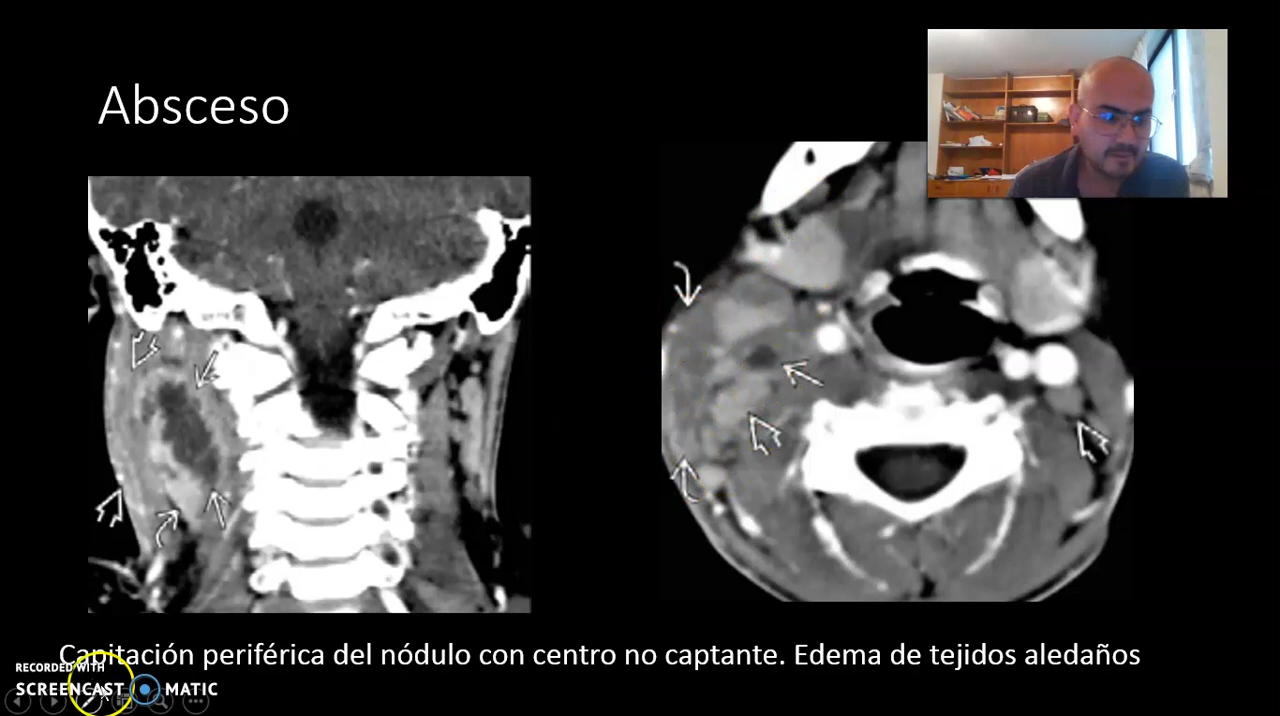 Absceso
Captación periférica del nódulo con centro no captante. Edema de tejidos aledaños
RECORDED WITH
SCREENCAST MATIC